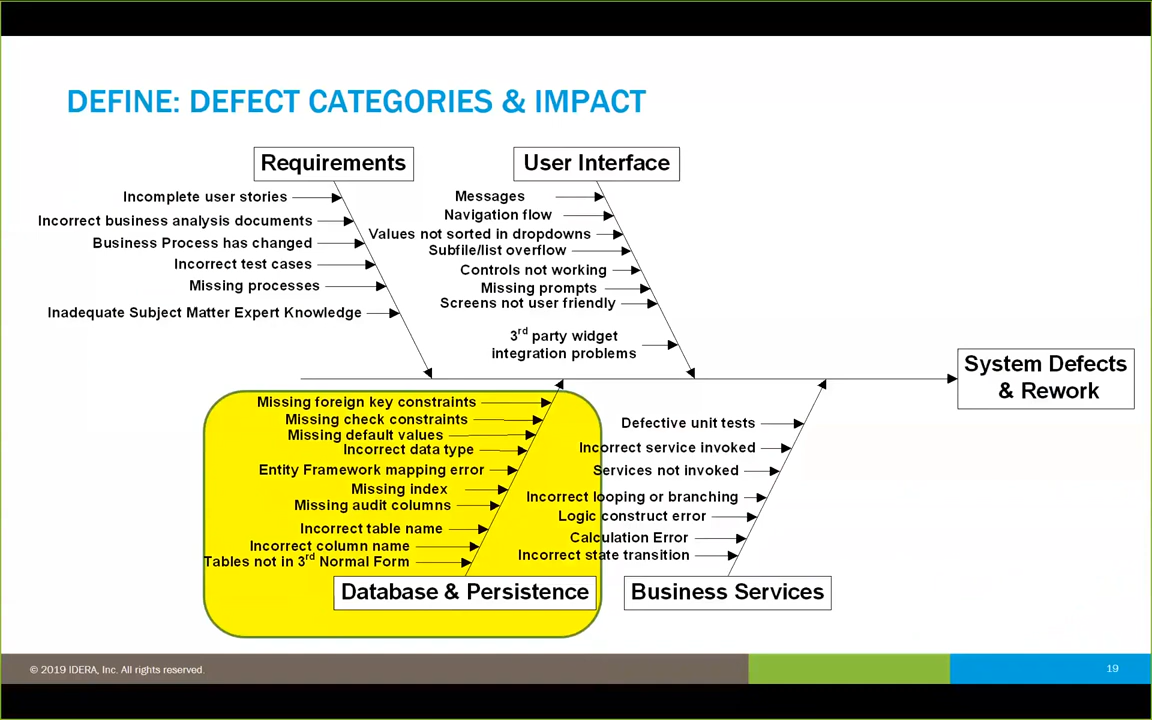 DEFINE: DEFECT CATEGORIES & IMPACT
Requirements
Incomplete user stories
Incorrect business analysis documents
Business Process has changed
Incorrect test cases
Missing processes
Inadequate Subject Matter Expert Knowledge
User Interface
Messages
Navigation flow
Values not sorted in dropdowns
Subfile/list overflow
Controls not working
Missing prompts
Screens not user friendly
3rd party widget
integration problems
System Defects
& Rework
Missing foreign key constraints
Missing check constraints
Missing default values
Incorrect data type
Entity Framework mapping error
Missing index
Missing audit columns
Incorrect table name
Incorrect column name
Tables not in 3rd Normal Form
Database & Persistence
Defective unit tests
Incorrect service invoked
Services not invoked
Incorrect looping or branching
Logic construct error
Calculation Error
Incorrect state transition
Business Services
© 2019 IDERA, Inc. All rights reserved.
19